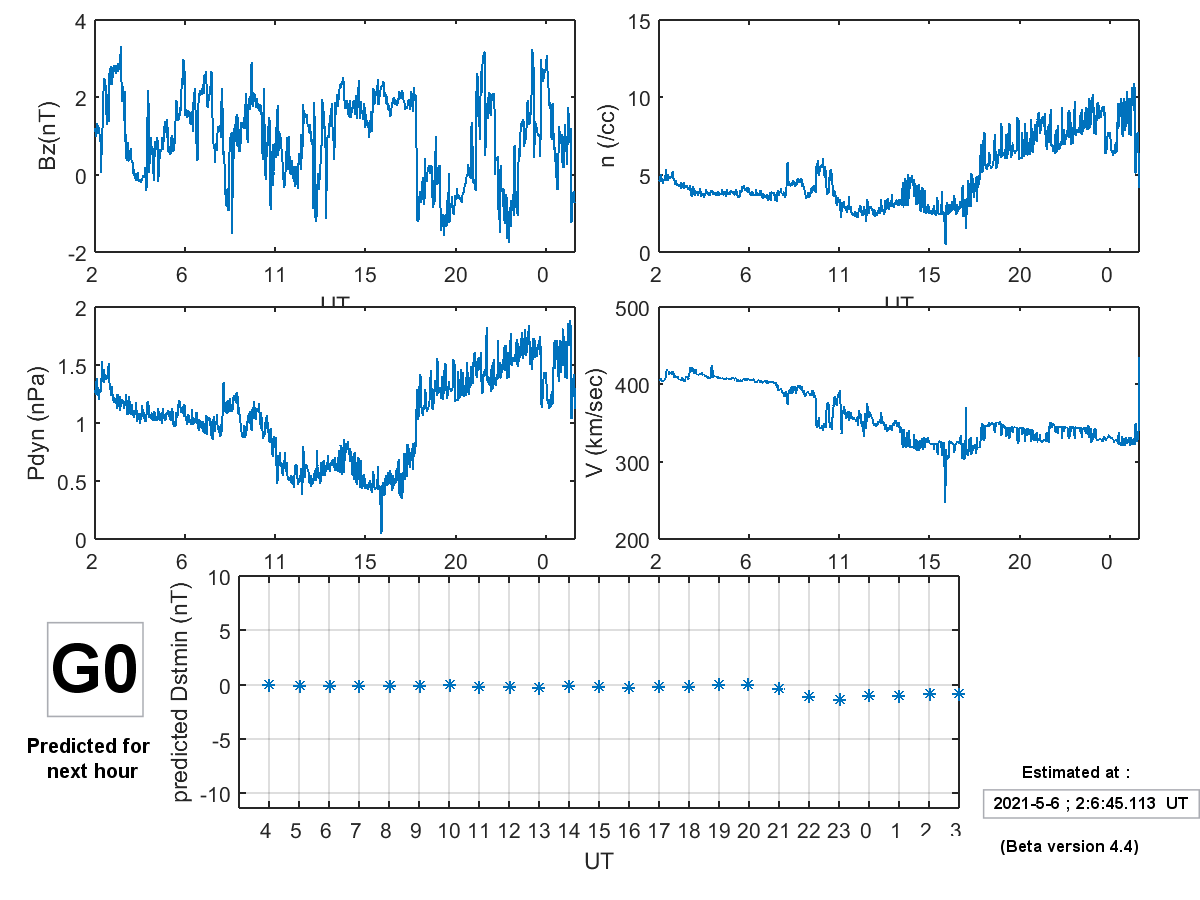 4
2
0
-2
Bz(nT)
2 6 11 15 20 0
UT
15
10
5
0
n (/cc)
2 6 11 15 20 0
UT
2
1.5
1
0.5
0
Pdyn (nPa)
2 6 11 15 20 0
500
400
300
200
V (km/sec)
2 6 11 15 20 0
10
5
0
-5
-10
predicted Dstmin (nT)
4 5 6 7 8 9 10 11 12 13 14 15 16 17 18 19 20 21 22 23 0 1 2 3
UT
G0
Predicted for
next hour
Estimated at :
2021-5-6 ; 2:6:45.113 UT
(Beta version 4.4)